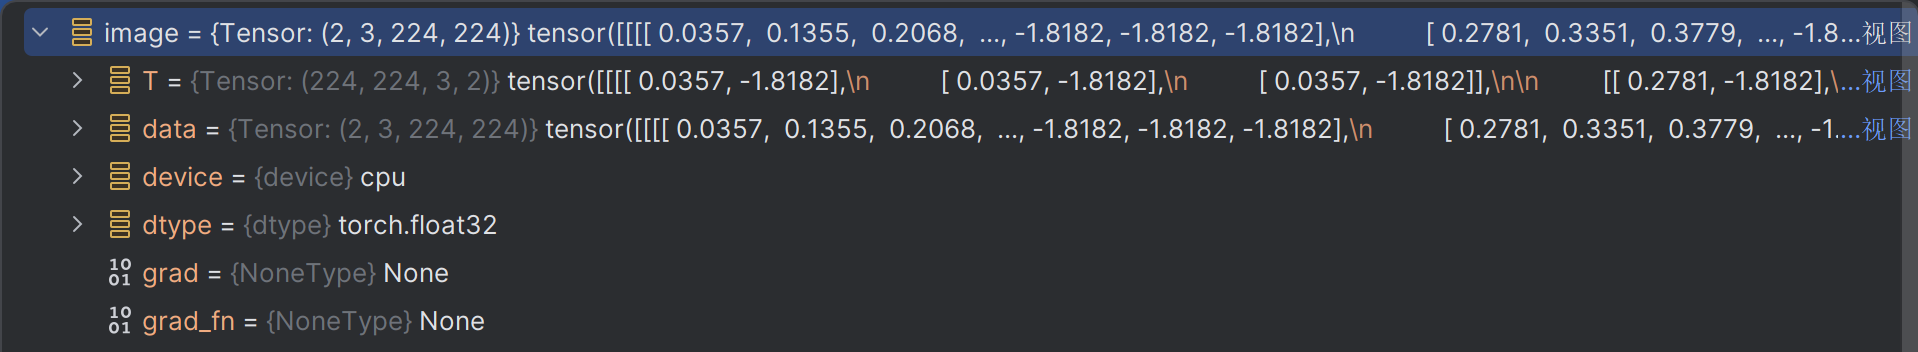 image = {Tensor: (2, 3, 224, 224)} tensor([[[[ 0.0357,  0.1355,  0.2068,  ..., -1.8182, -1.8182, -1.8182],\n          [ 0.2781,  0.3351,  0.3779,  ..., -1.8...视图
T = {Tensor: (224, 224, 3, 2)} tensor([[[[ 0.0357, -1.8182],\n          [ 0.0357, -1.8182],\n          [ 0.0357, -1.8182]],\n\n         [[ 0.2781, -1.8182],\...视图
data = {Tensor: (2, 3, 224, 224)} tensor([[[[ 0.0357,  0.1355,  0.2068,  ..., -1.8182, -1.8182, -1.8182],\n          [ 0.2781,  0.3351,  0.3779,  ..., -1....视图
device = {device} cpu
dtype = {dtype} torch.float32
10
01 grad = {NoneType} None
10
01 grad_fn = {NoneType} None